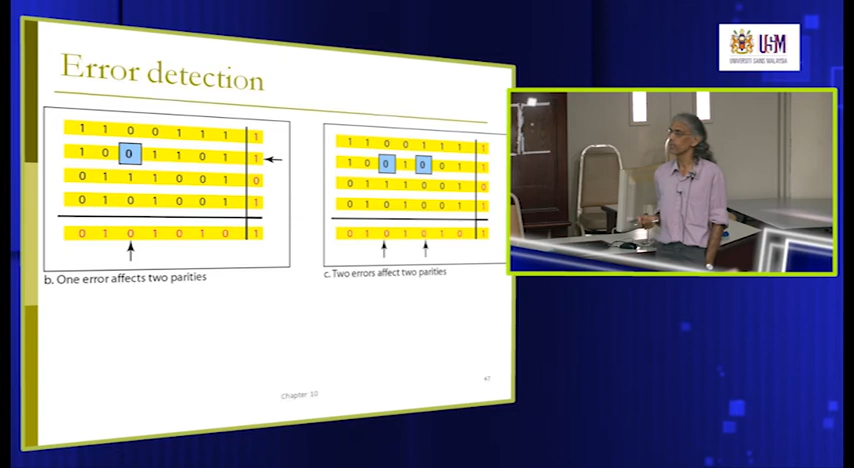 Error detection
1 1 0 0 1 1 1 1
1 0 0 1 1 0 1 1
0 1 1 1 0 0 1 0
0 1 0 1 0 0 1 1
0 1 0 1 0 1 0 1
b. One error affects two parities
1 1 0 0 1 1 1 1
1 0 0 1 0 0 1 1
0 1 1 1 0 0 1 0
0 1 0 1 0 0 1 1
0 1 0 1 0 1 0 1
c. Two errors affect two parities
Chapter 10
47
USM
UNIVERSITI SAINS MALAYSIA